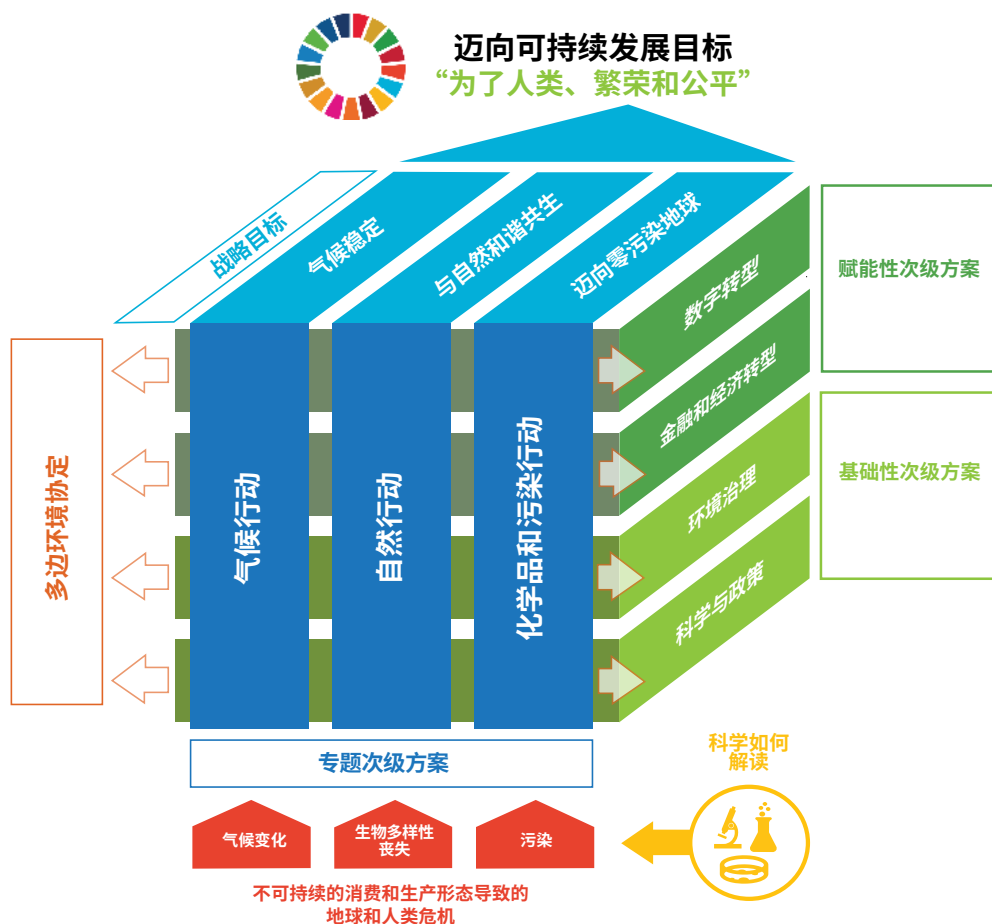 迈向可持续发展目标
“为了人类、繁荣和公平”
战略目标
气候稳定
与自然和谐共生
迈向零污染地球
数字转型
金融和经济转型
环境治理
科学与政策
赋能性次级方案
基础性次级方案
多边环境协定
气候行动
自然行动
化学品和污染行动
专题次级方案
科学如何
解读
气候变化
生物多样性
丧失
污染
不可持续的消费和生产形态导致的
地球和人类危机